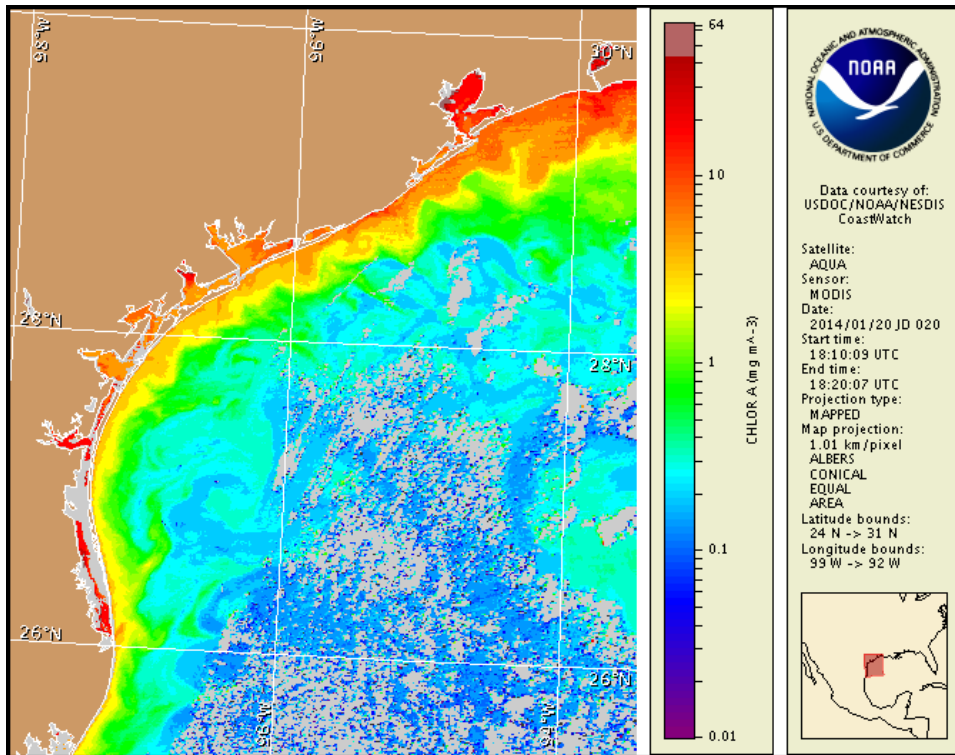 30°N
28°N
28°N
26°N
26°N
64
10
1
0.1
0.01
CHLOR A (mg m^-3)
NATIONAL OCEANIC AND ATMOSPHERIC ADMINISTRATION
NOAA
U.S. DEPARTMENT OF COMMERCE
Data courtesy of:
USDOC/NOAA/NESDIS
CoastWatch
Satellite:
AQUA
Sensor:
MODIS
Date:
2014/01/20 JD 020
Start time:
18:10:09 UTC
End time:
18:20:07 UTC
Projection type:
MAPPED
Map projection:
1.01 km/pixel
ALBERS
CONICAL
EQUAL
AREA
Latitude bounds:
24 N -> 31 N
Longitude bounds:
99 W -> 92 W